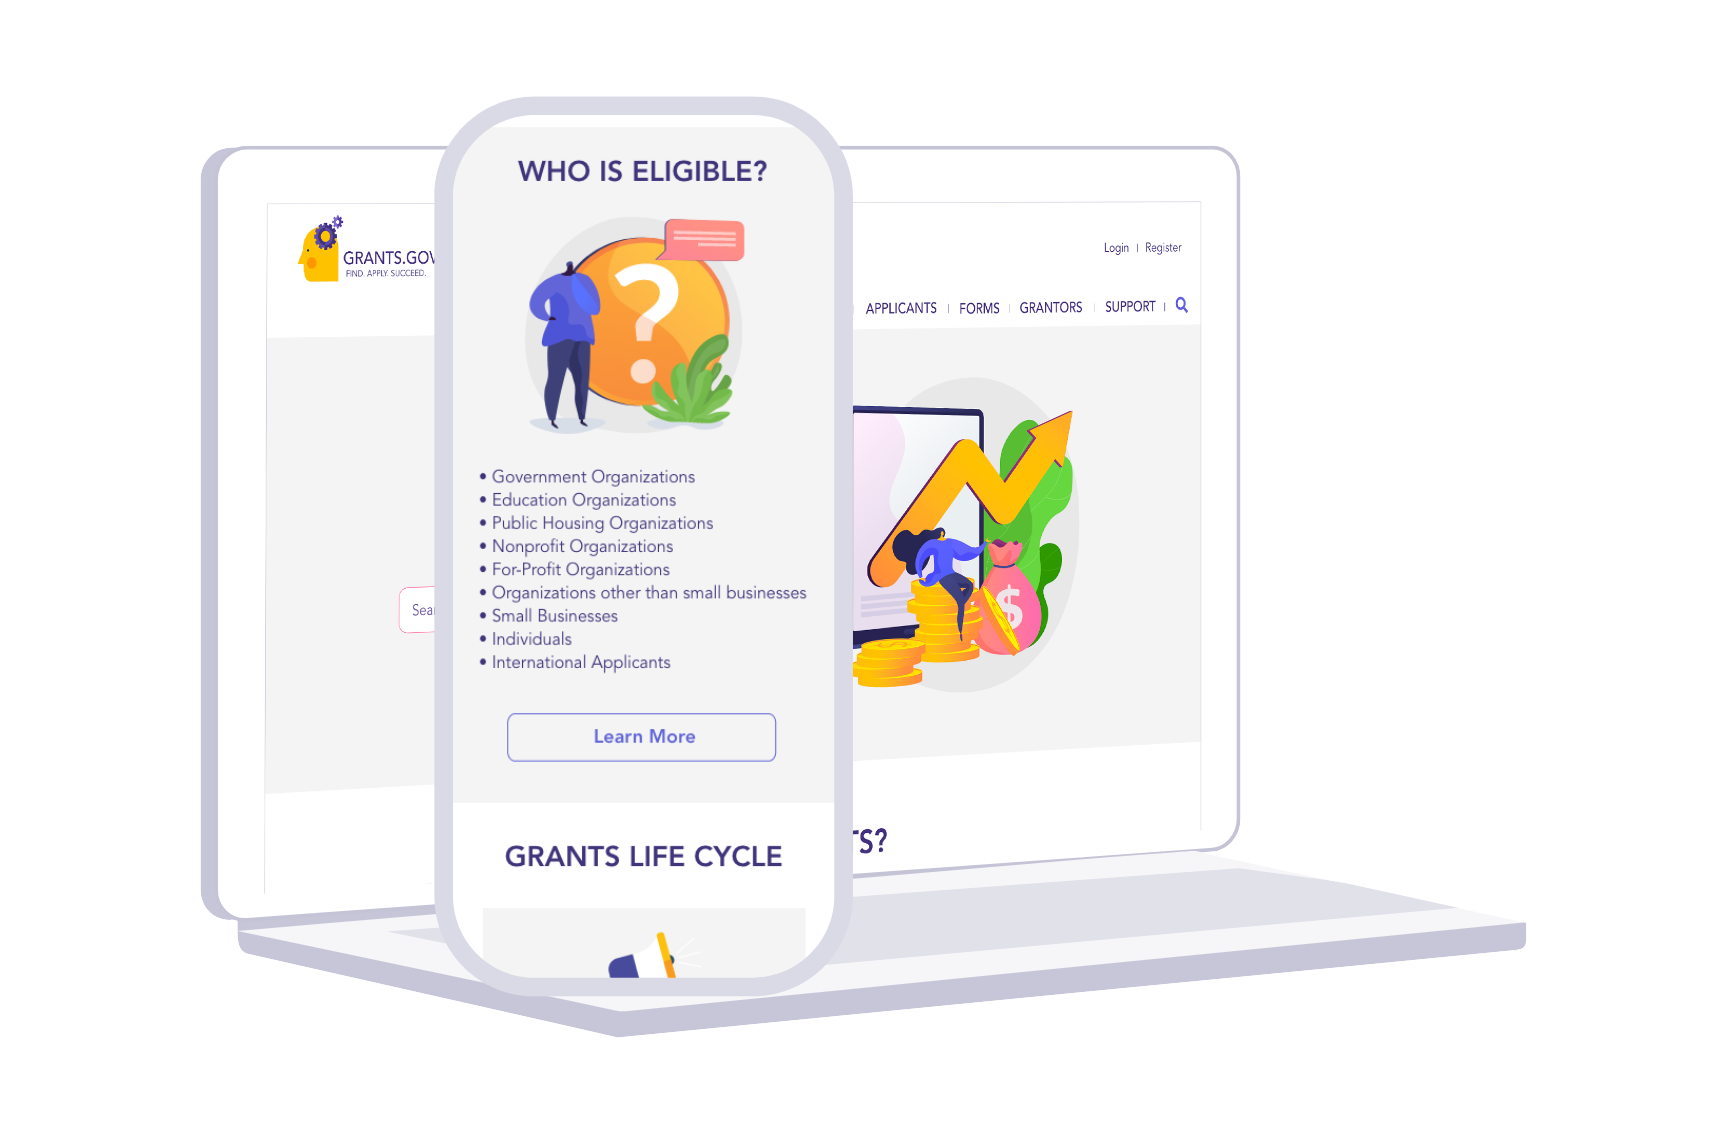 WHO IS ELIGIBLE?
• Government Organizations
• Education Organizations
• Public Housing Organizations
• Nonprofit Organizations
• For-Profit Organizations
• Organizations other than small businesses
• Small Businesses
• Individuals
• International Applicants
Learn More
GRANTS LIFE CYCLE
GRANTS.GOV
FIND. APPLY. SUCCEED.
Login | Register
APPLICANTS | FORMS | GRANTORS | SUPPORT |
$